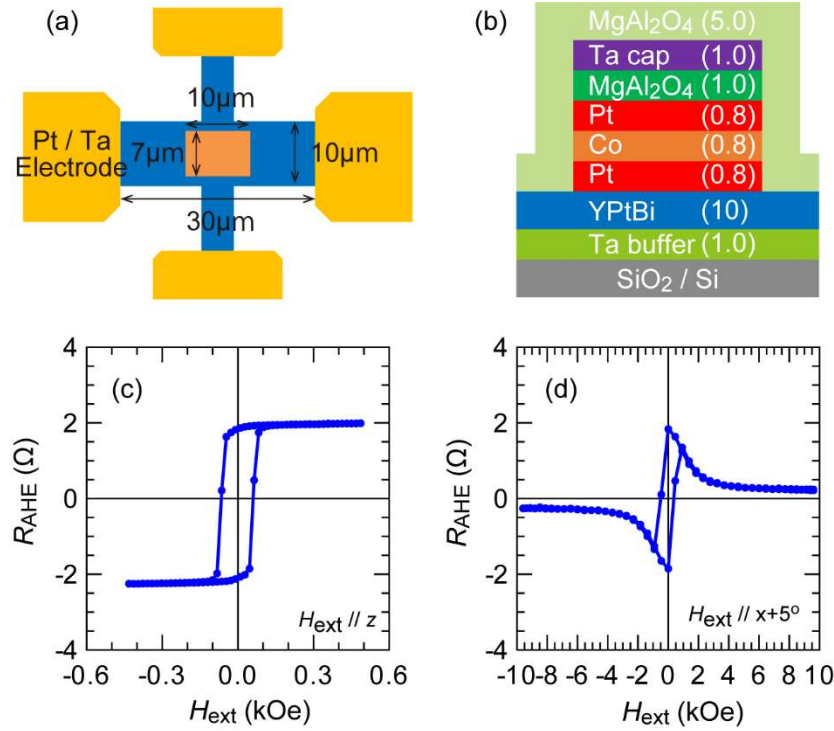 (a)
10μm
Pt / Ta
Electrode
7μm
10μm
30μm
(b)
MgAl2O4 (5.0)
Ta cap (1.0)
MgAl2O4 (1.0)
Pt (0.8)
Co (0.8)
Pt (0.8)
YPtBi (10)
Ta buffer (1.0)
SiO2 / Si
(c)
4
2
0
-2
-4
RAHE (Ω)
Hext // z
-0.6 -0.3 0.0 0.3 0.6
Hext (kOe)
(d)
4
2
0
-2
-4
RAHE (Ω)
Hext // x+5o
-10 -8 -6 -4 -2 0 2 4 6 8 10
Hext (kOe)